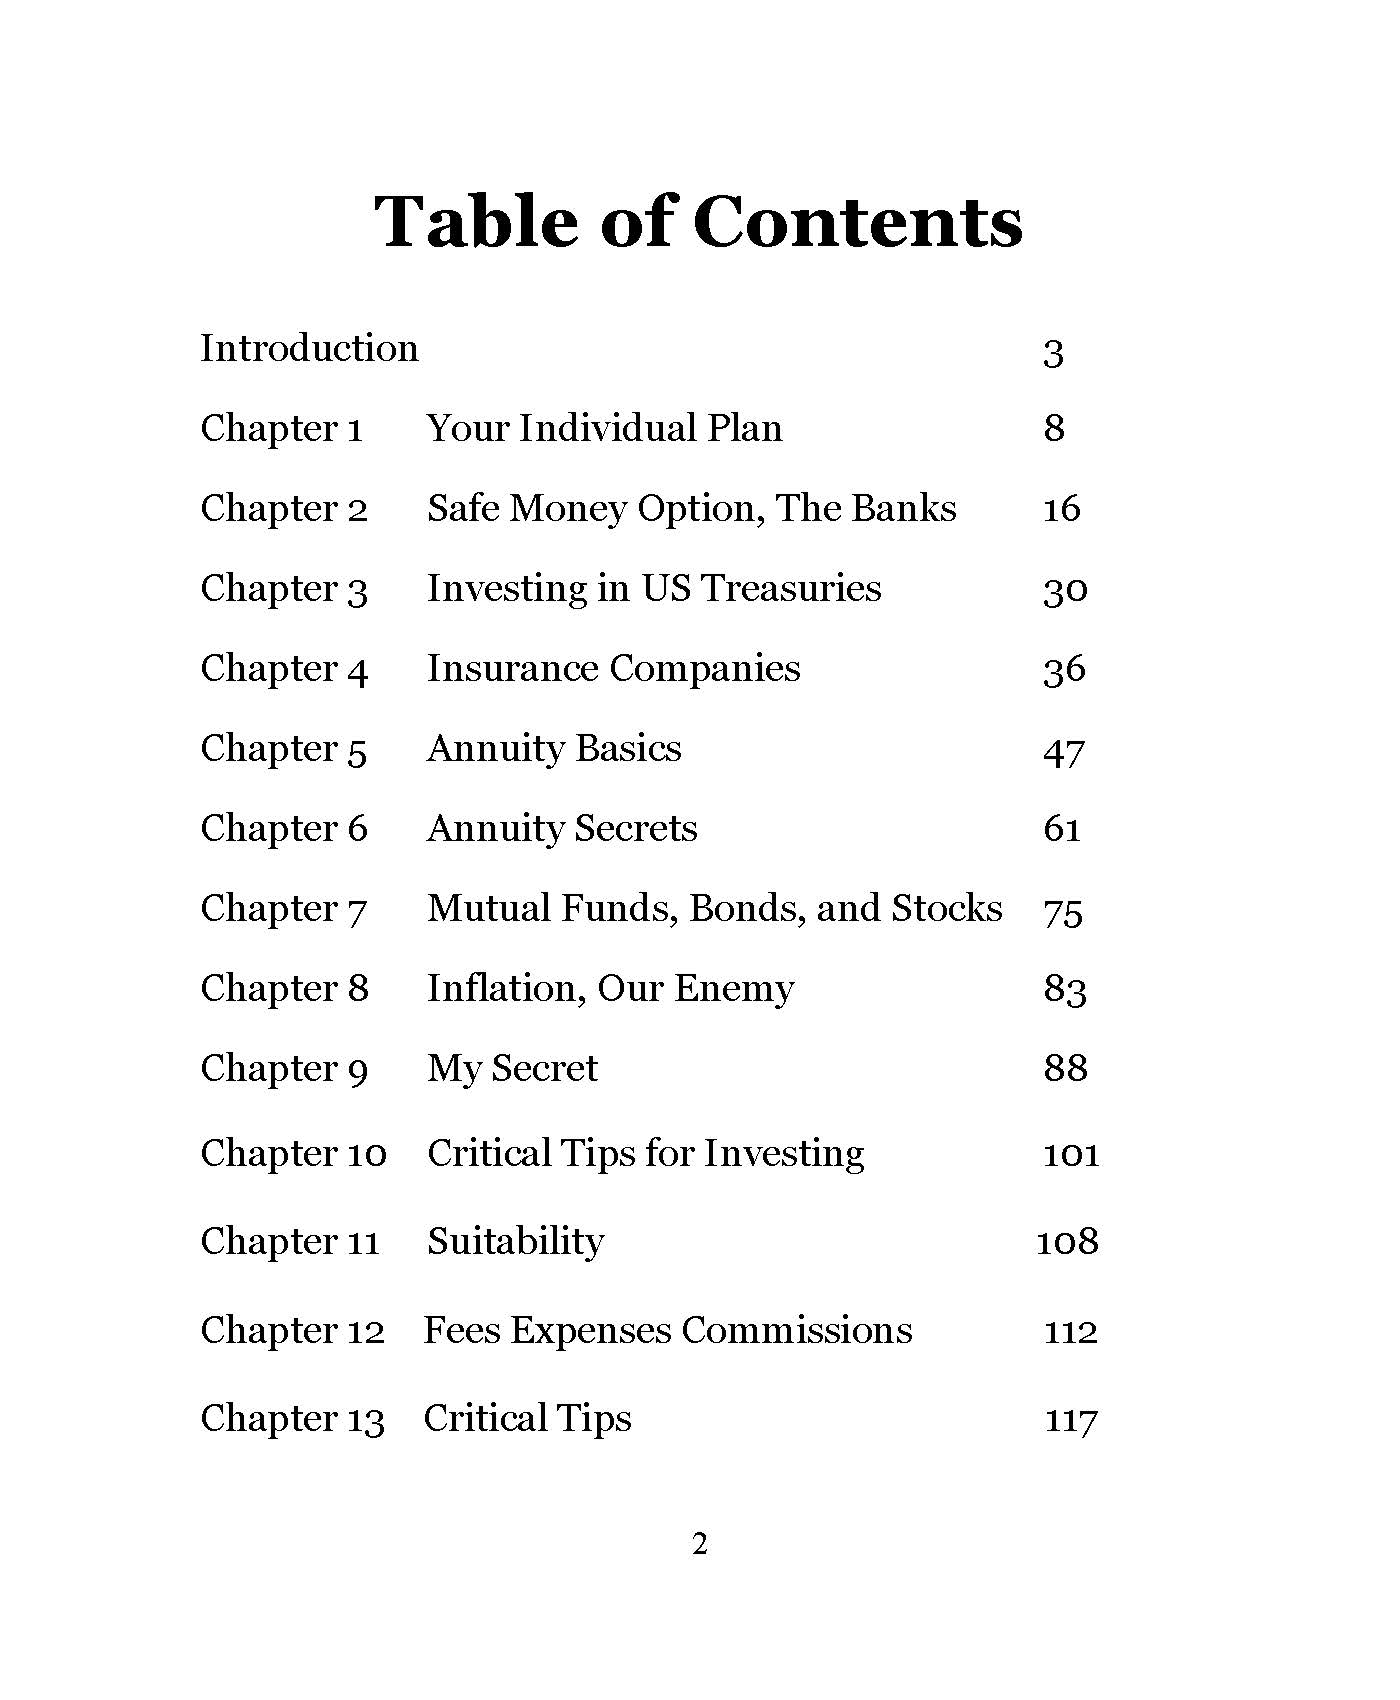 Table of Contents
Introduction 3
Chapter 1 Your Individual Plan 8
Chapter 2 Safe Money Option, The Banks 16
Chapter 3 Investing in US Treasuries 30
Chapter 4 Insurance Companies 36
Chapter 5 Annuity Basics 47
Chapter 6 Annuity Secrets 61
Chapter 7 Mutual Funds, Bonds, and Stocks 75
Chapter 8 Inflation, Our Enemy 83
Chapter 9 My Secret 88
Chapter 10 Critical Tips for Investing 101
Chapter 11 Suitability 108
Chapter 12 Fees Expenses Commissions 112
Chapter 13 Critical Tips 117
2